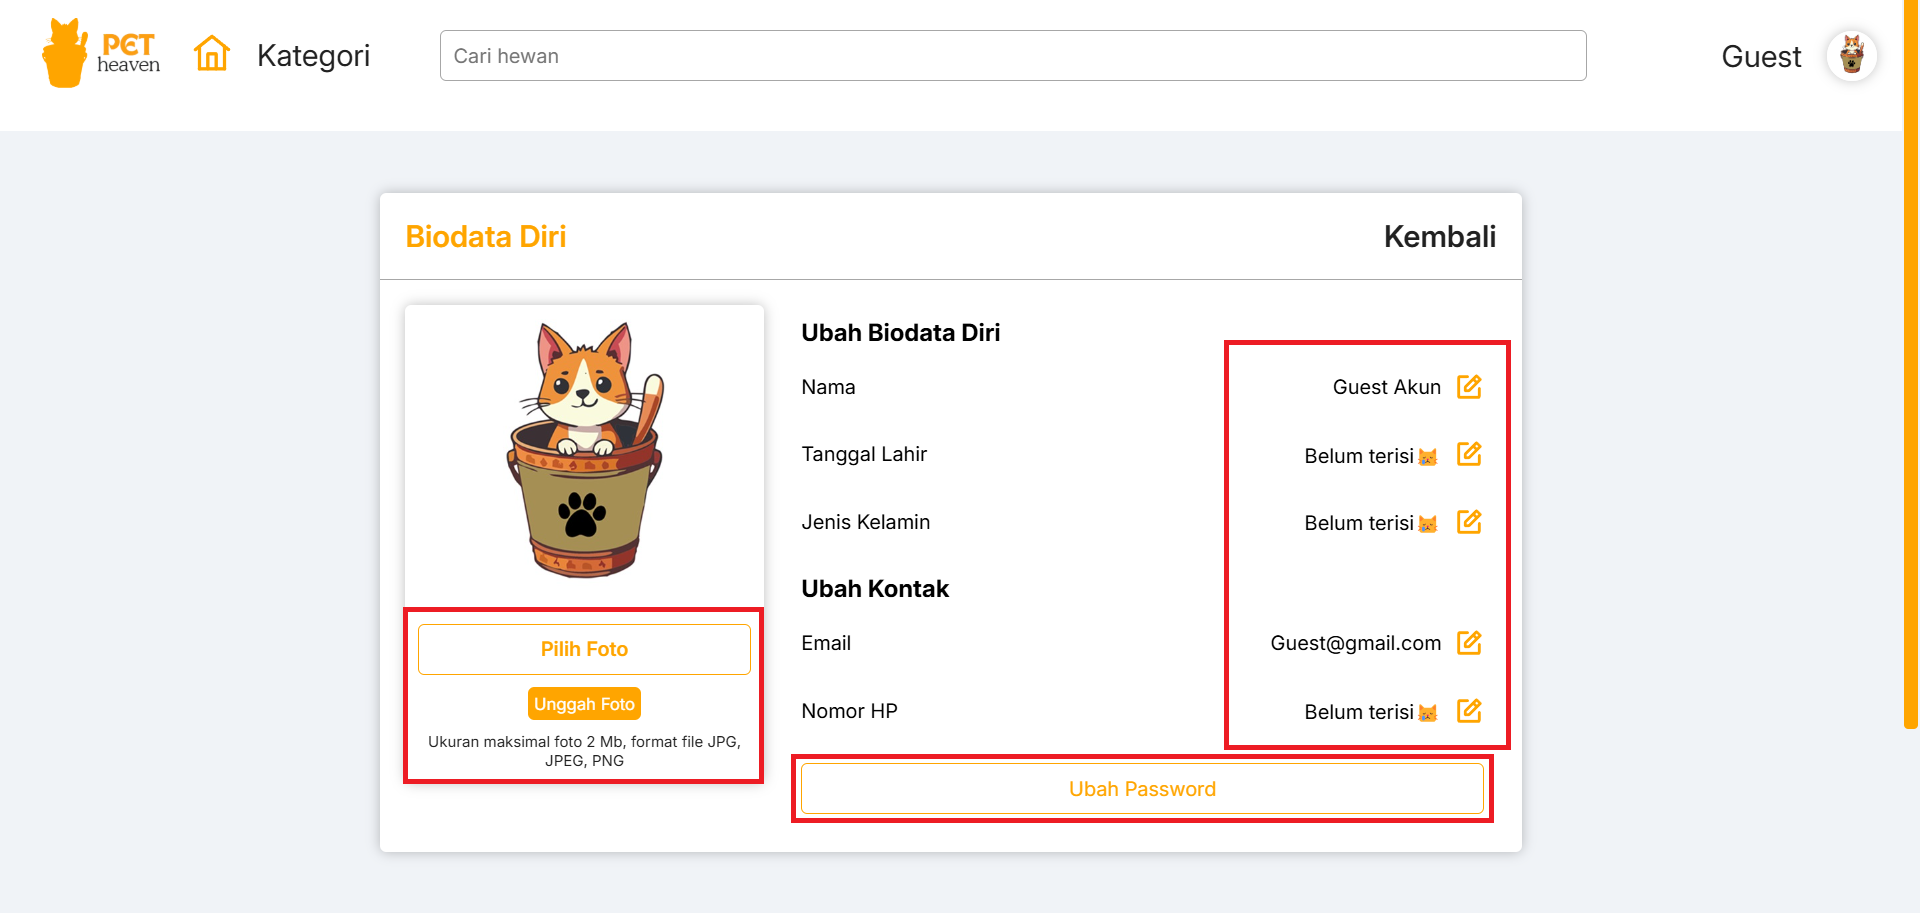 PET
heaven
Kategori
Cari hewan
Guest
Biodata Diri
Kembali
Ubah Biodata Diri
Nama
Guest Akun
Tanggal Lahir
Belum terisi😿
Jenis Kelamin
Belum terisi😿
Ubah Kontak
Email
Guest@gmail.com
Nomor HP
Belum terisi😿
Ubah Password
Pilih Foto
Unggah Foto
Ukuran maksimal foto 2 Mb, format file JPG,
JPEG, PNG